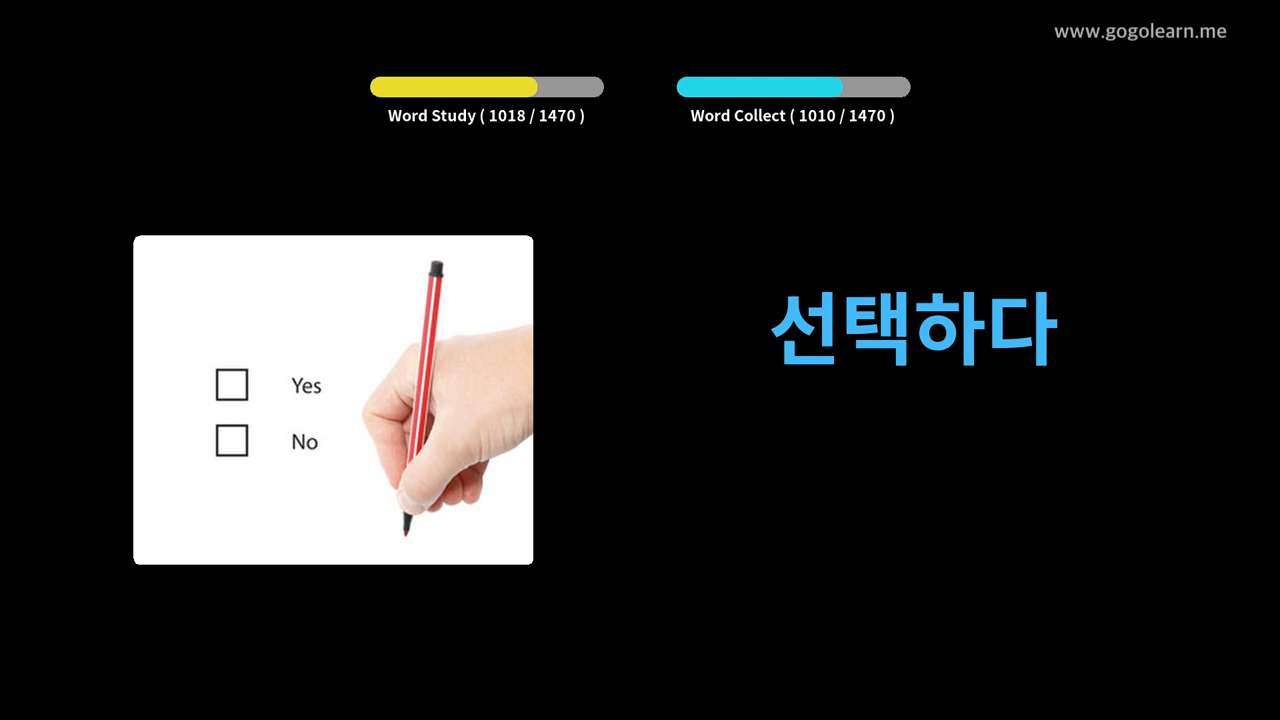 www.gogolearn.me
Word Study ( 1018 / 1470 )
Word Collect ( 1010 / 1470 )
선택하다
Yes
No